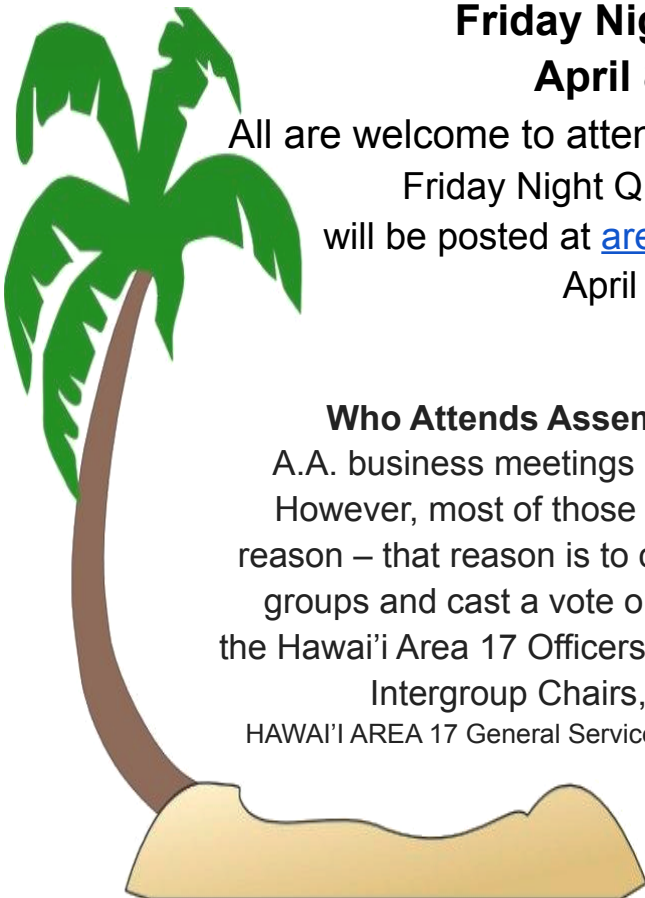 Friday Nig
April
All are welcome to atten
Friday Night Q
will be posted at are
April
Who Attends Assem
A.A. business meetings
However, most of those
reason – that reason is to
groups and cast a vote o
the Hawai’i Area 17 Officers
Intergroup Chairs,
HAWAI’I AREA 17 General Service